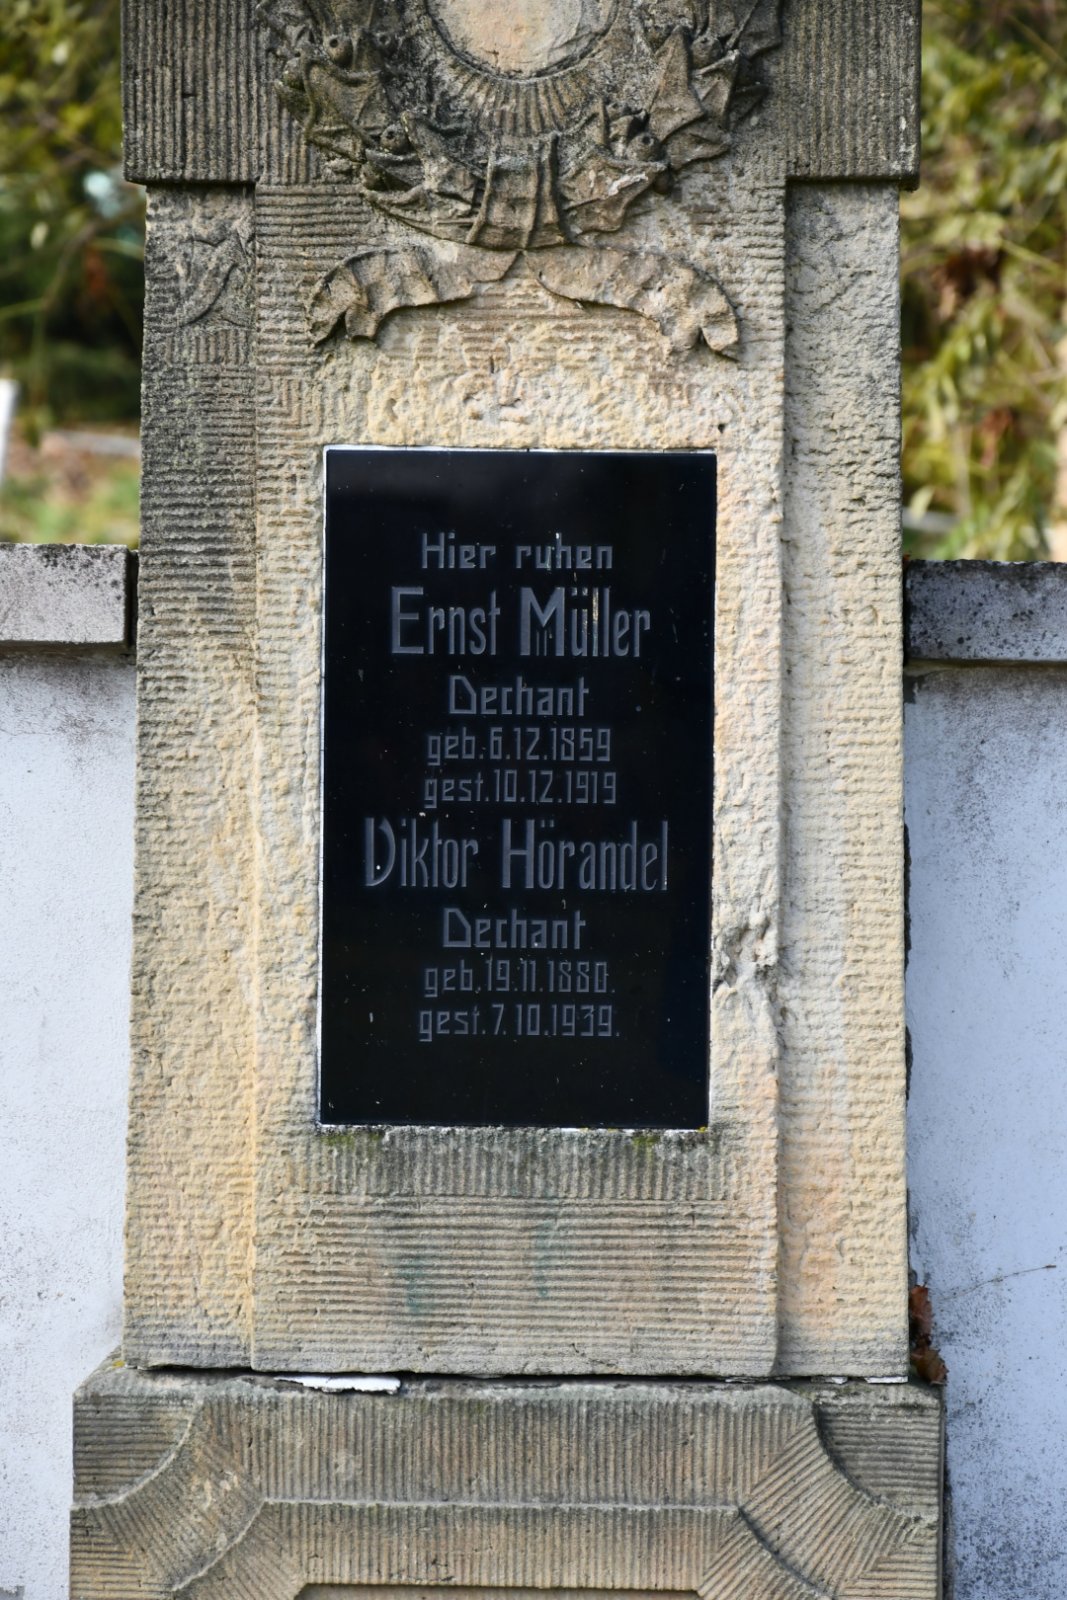 Hier ruhen
Ernst Müller
Dechant
geb. 6.12.1859
gest. 10.12.1919
Viktor Hörandel
Dechant
geb. 19.11.1880.
gest. 7.10.1939.